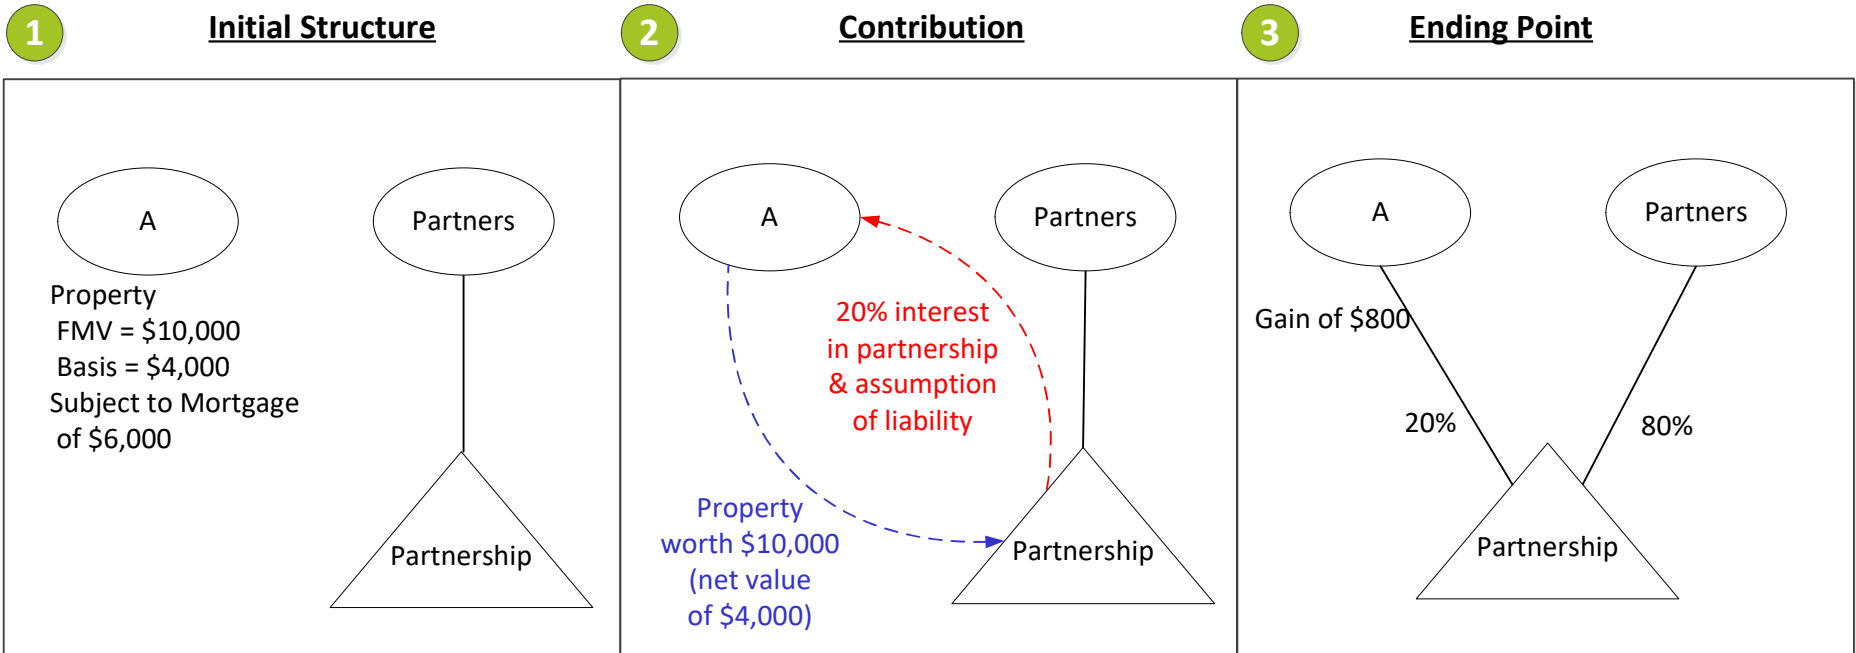 1
Initial Structure
A
Partners
Property
FMV = $10,000
Basis = $4,000
Subject to Mortgage
of $6,000
Partnership
2
Contribution
A
Partners
20% interest
in partnership
& assumption
of liability
Property
worth $10,000
(net value
of $4,000)
Partnership
3
Ending Point
A
Partners
Gain of $800
20%
80%
Partnership